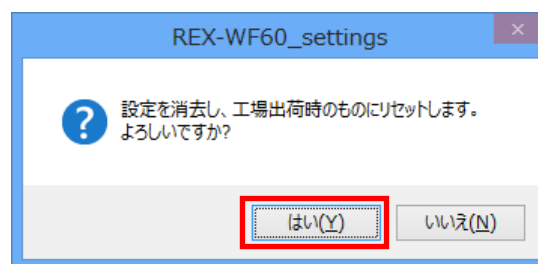 REX-WF60_settings
設定を消去し、工場出荷時のものにリセットします。
よろしいですか?
はい(Y)
いいえ(N)